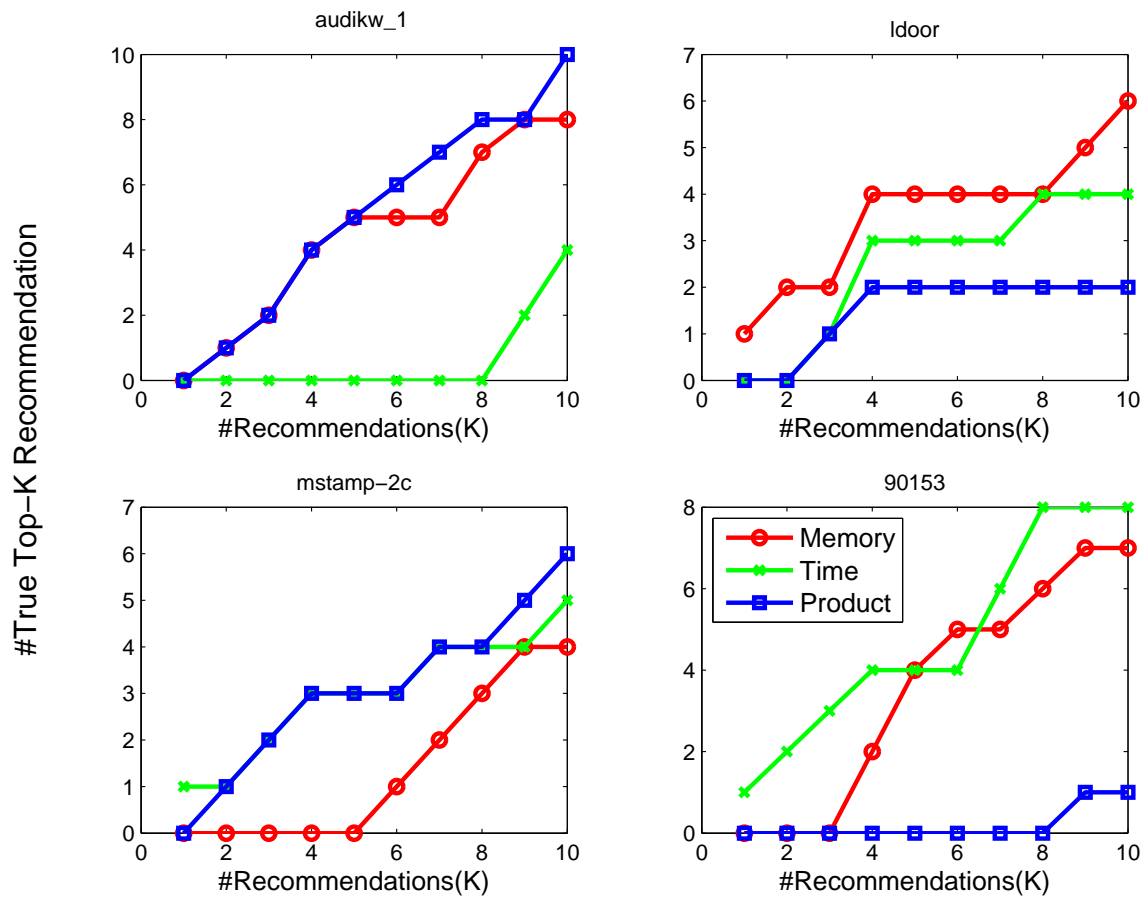 #True Top−K Recommendation
audikw_1
10
8
6
4
2
0
0 2 4 6 8 10
#Recommendations(K)
ldoor
7
6
5
4
3
2
1
0
0 2 4 6 8 10
#Recommendations(K)
mstamp−2c
7
6
5
4
3
2
1
0
0 2 4 6 8 10
#Recommendations(K)
90153
8
6
4
2
0
Memory
Time
Product
0 2 4 6 8 10
#Recommendations(K)